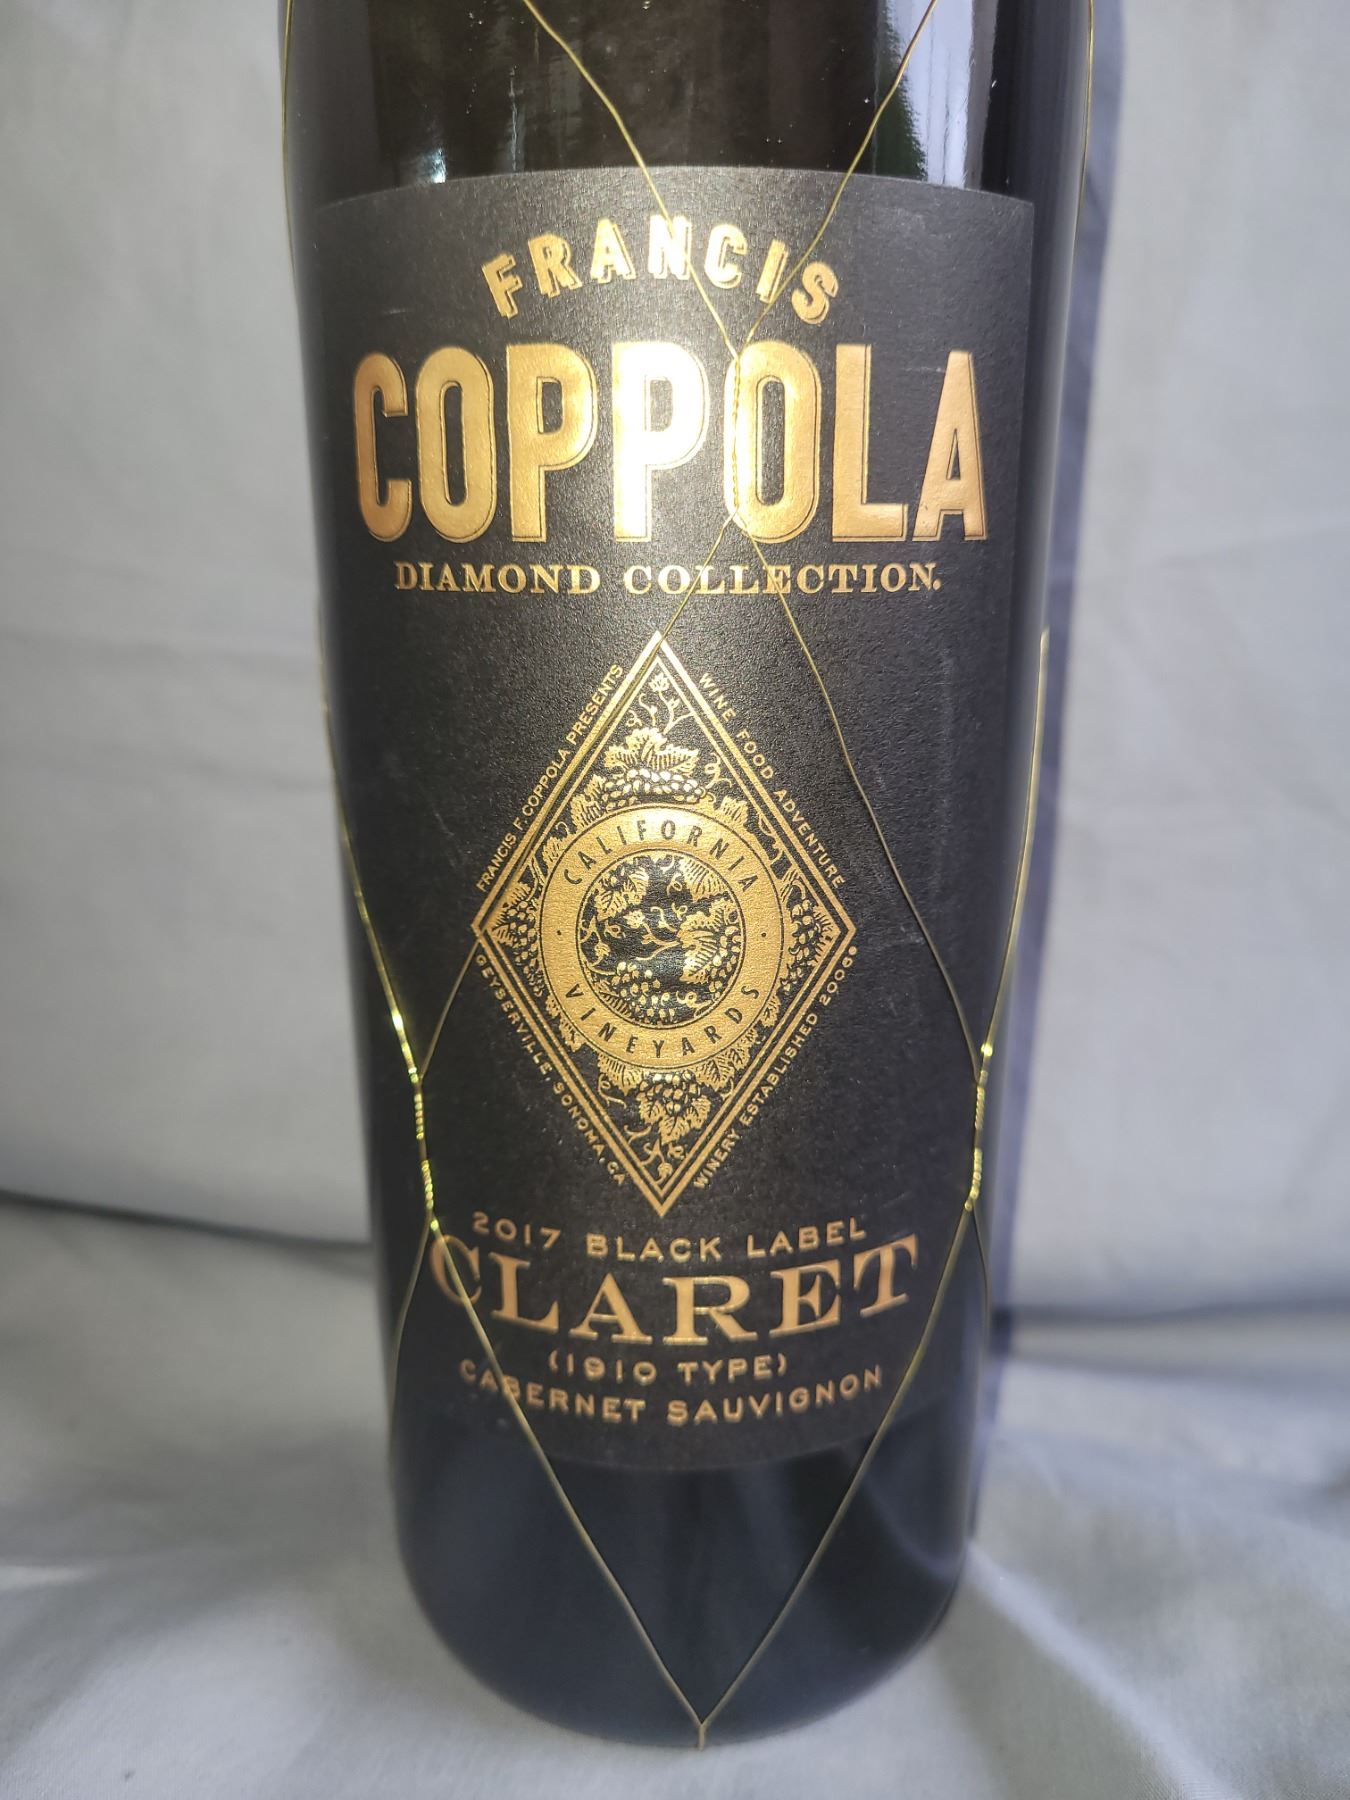 FRANCIS
COPPOLA
DIAMOND COLLECTION.
FRANCIS F. COPPOLA PRESENTS
WINE FOOD ADVENTURE
CALIFORNIA
VINEYARDS
GEYSERVILLE, SONOMA, CA
WINERY ESTABLISHED 2006
2017 BLACK LABEL
CLARET
(1910 TYPE)
CABERNET SAUVIGNON